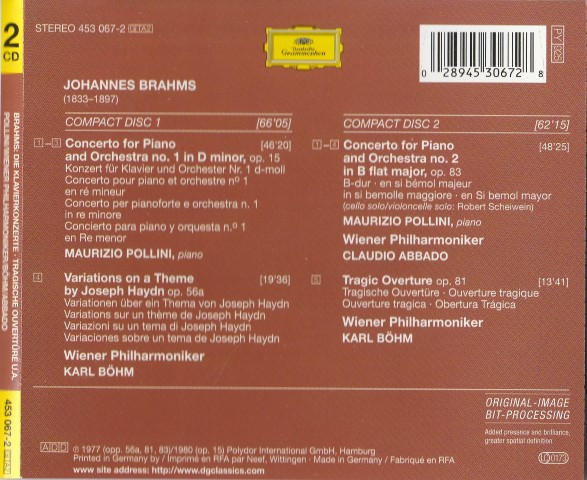 2
CD
STEREO 453 067-2 GTA2
Deutsche
Grammophon
0 28945 30672 8
JOHANNES BRAHMS
(1833–1897)
COMPACT DISC 1 [66'05]
1–3 Concerto for Piano [46'20]
and Orchestra no. 1 in D minor, op. 15
Konzert für Klavier und Orchester Nr. 1 d-moll
Concerto pour piano et orchestre nº 1
en ré mineur
Concerto per pianoforte e orchestra n. 1
in re minore
Concierto para piano y orquesta n.º 1
en Re menor
MAURIZIO POLLINI, piano
4 Variations on a Theme [19'36]
by Joseph Haydn op. 56a
Variationen über ein Thema von Joseph Haydn
Variations sur un thème de Joseph Haydn
Variazioni su un tema di Joseph Haydn
Variaciones sobre un tema de Joseph Haydn
Wiener Philharmoniker
KARL BÖHM
COMPACT DISC 2 [62'15]
1–4 Concerto for Piano [48'25]
and Orchestra no. 2
in B flat major, op. 83
B-dur · en si bémol majeur
in si bemolle maggiore · en Si bemol mayor
(cello solo/violoncelle solo: Robert Scheiwein)
MAURIZIO POLLINI, piano
Wiener Philharmoniker
CLAUDIO ABBADO
5 Tragic Overture op. 81 [13'41]
Tragische Ouvertüre · Ouverture tragique
Ouverture tragica · Obertura Trágica
Wiener Philharmoniker
KARL BÖHM
ORIGINAL-IMAGE
BIT-PROCESSING
Added presence and brilliance,
greater spatial definition
ADD ℗ 1977 (opp. 56a, 81, 83)/1980 (op. 15) Polydor International GmbH, Hamburg
Printed in Germany by / Imprimé en RFA par Neef, Wittingen · Made in Germany / Fabriqué en RFA
www site address: http://www.dgclassics.com
LC 0173
BRAHMS: DIE KLAVIERKONZERTE · TRAGISCHE OUVERTÜRE U.A.
POLLINI/WIENER PHILHARMONIKER/BÖHM/ABBADO
453 067-2 GTA2